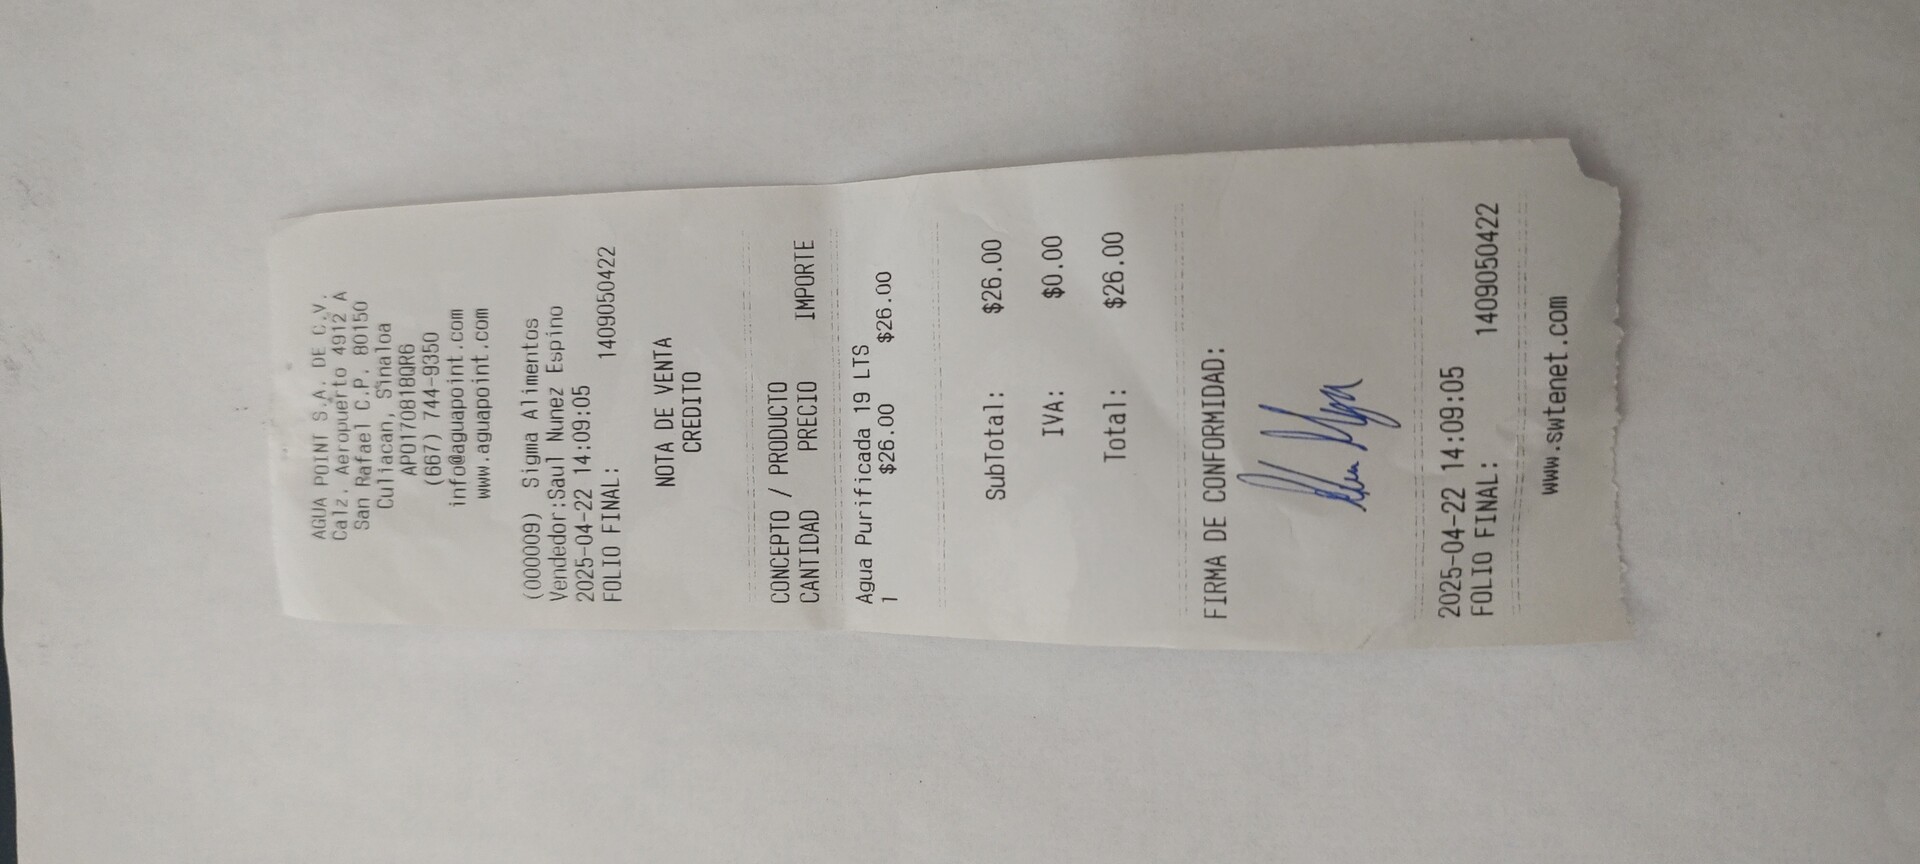 AGUA POINT S.A. DE C.V.
Calz. Aeropuerto 4912 A
San Rafael C.P. 80150
Culiacan, Sinaloa
APO170818QR6
(667) 744-9350
info@aguapoint.com
www.aguapoint.com
(000009) Sigma Alimentos
Vendedor:Saul Nunez Espino
2025-04-22 14:09:05
FOLIO FINAL: 1409050422
NOTA DE VENTA
CREDITO
CONCEPTO / PRODUCTO
CANTIDAD PRECIO IMPORTE
Agua Purificada 19 LTS
1 $26.00 $26.00
SubTotal: $26.00
IVA: $0.00
Total: $26.00
FIRMA DE CONFORMIDAD:
2025-04-22 14:09:05
FOLIO FINAL: 1409050422
www.swtenet.com